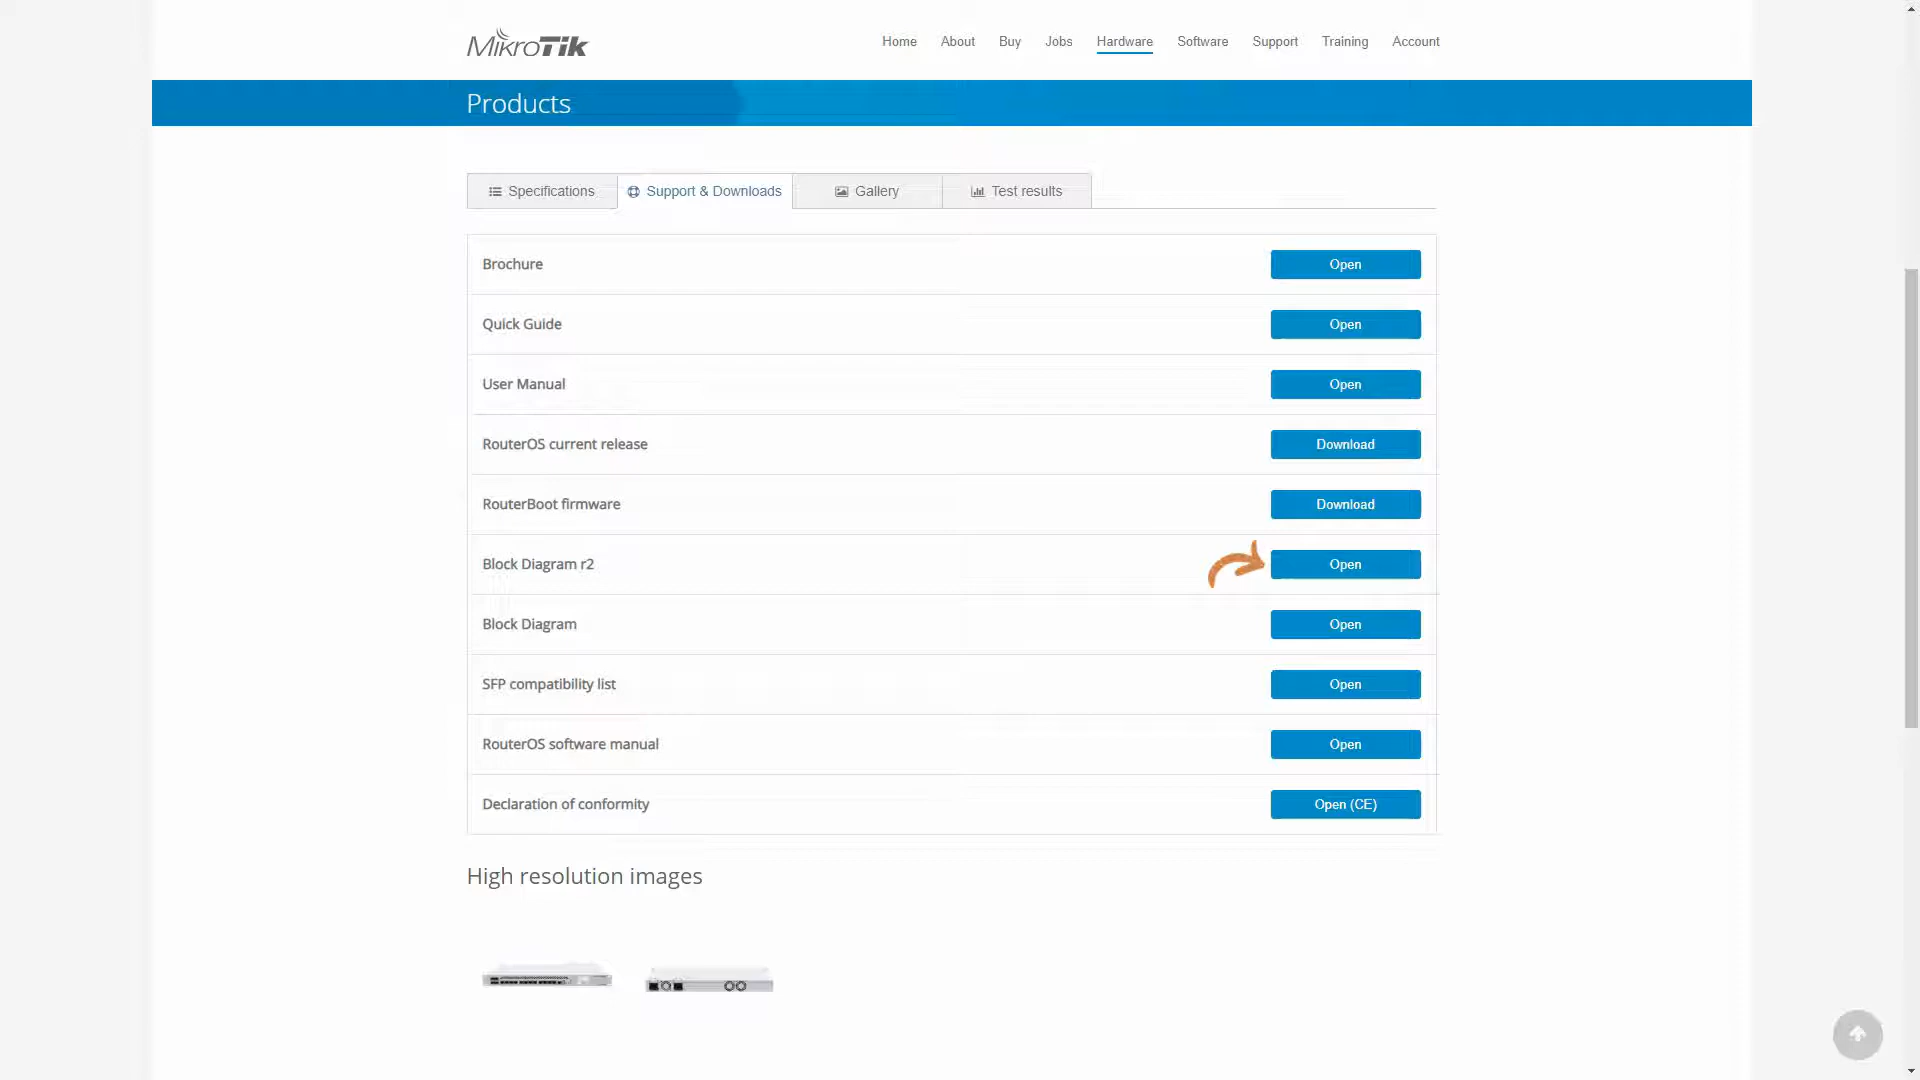 MikroTik
Home About Buy Jobs Hardware Software Support Training Account
Products
Specifications Support & Downloads Gallery Test results
Brochure Open
Quick Guide Open
User Manual Open
RouterOS current release Download
RouterBoot firmware Download
Block Diagram r2 Open
Block Diagram Open
SFP compatibility list Open
RouterOS software manual Open
Declaration of conformity Open (CE)
High resolution images